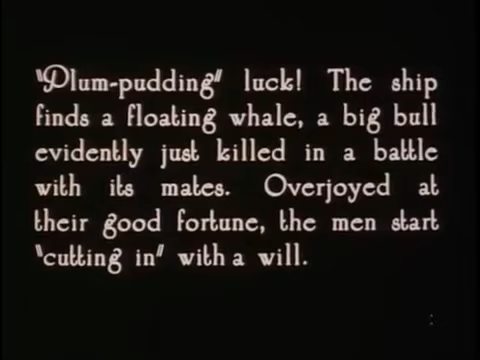 "Plum-pudding" luck! The ship
finds a floating whale, a big bull
evidently just killed in a battle
with its mates. Overjoyed at
their good fortune, the men start
"cutting in" with a will.